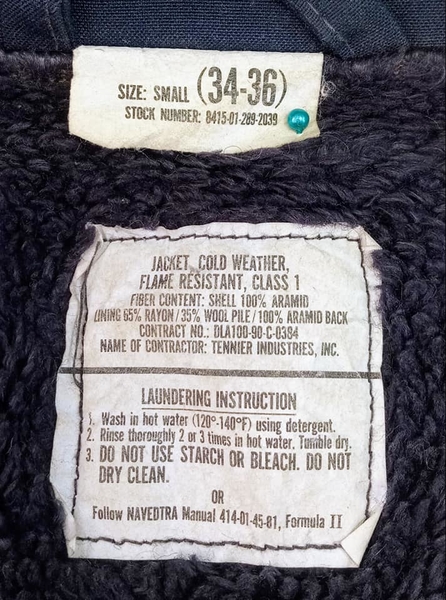 SIZE: SMALL (34-36)
STOCK NUMBER: 8415-01-289-2039
JACKET, COLD WEATHER,
FLAME RESISTANT, CLASS 1
FIBER CONTENT: SHELL 100% ARAMID
LINING 65% RAYON/35% WOOL PILE/100% ARAMID BACK
CONTRACT NO.: DLA100-90-C-0384
NAME OF CONTRACTOR: TENNIER INDUSTRIES, INC.
LAUNDERING INSTRUCTION
1. Wash in hot water (120°-140°F) using detergent.
2. Rinse thoroughly 2 or 3 times in hot water. Tumble dry.
3. DO NOT USE STARCH OR BLEACH. DO NOT
DRY CLEAN.
OR
Follow NAVEDTRA Manual 414-01-45-81, Formula II